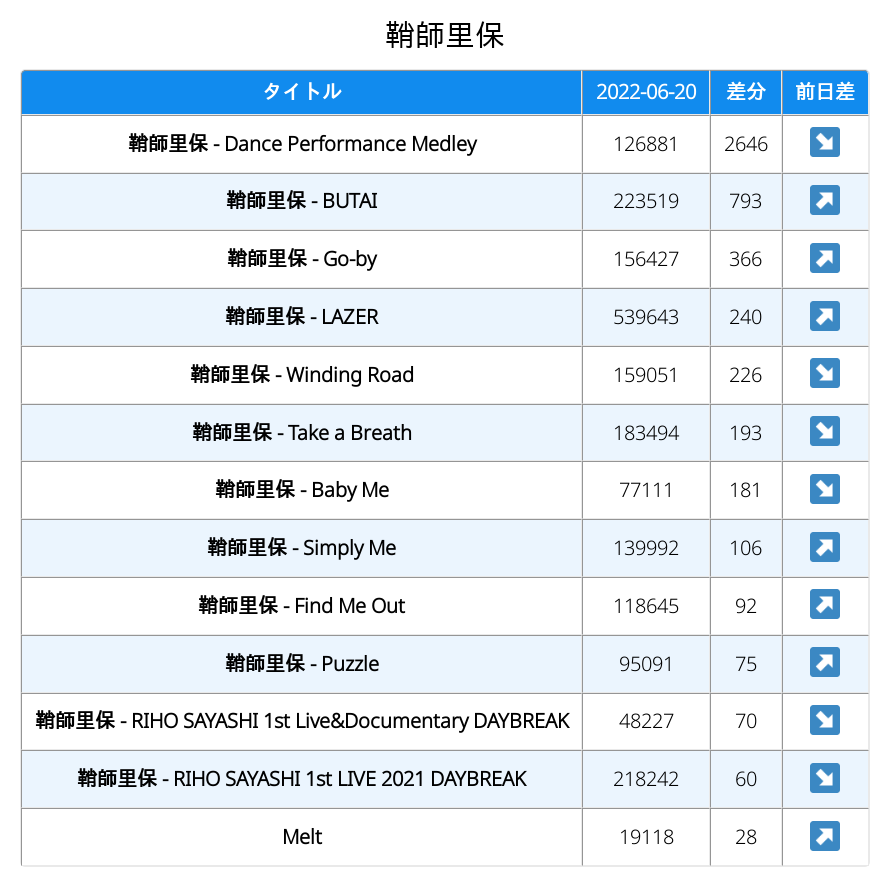 鞘師里保
タイトル 2022-06-20 差分 前日差
鞘師里保 - Dance Performance Medley 126881 2646 ↘
鞘師里保 - BUTAI 223519 793 ↗
鞘師里保 - Go-by 156427 366 ↗
鞘師里保 - LAZER 539643 240 ↗
鞘師里保 - Winding Road 159051 226 ↘
鞘師里保 - Take a Breath 183494 193 ↘
鞘師里保 - Baby Me 77111 181 ↘
鞘師里保 - Simply Me 139992 106 ↗
鞘師里保 - Find Me Out 118645 92 ↗
鞘師里保 - Puzzle 95091 75 ↗
鞘師里保 - RIHO SAYASHI 1st Live&Documentary DAYBREAK 48227 70 ↘
鞘師里保 - RIHO SAYASHI 1st LIVE 2021 DAYBREAK 218242 60 ↘
Melt 19118 28 ↗